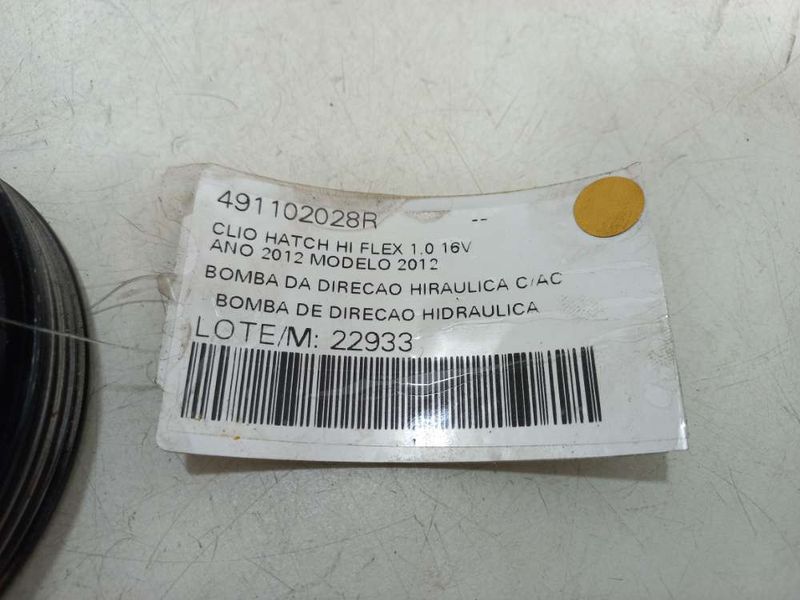 491102028R --
CLIO HATCH HI FLEX 1.0 16V
ANO 2012 MODELO 2012
BOMBA DA DIRECAO HIRAULICA C/AC
BOMBA DE DIRECAO HIDRAULICA
LOTE/M: 22933